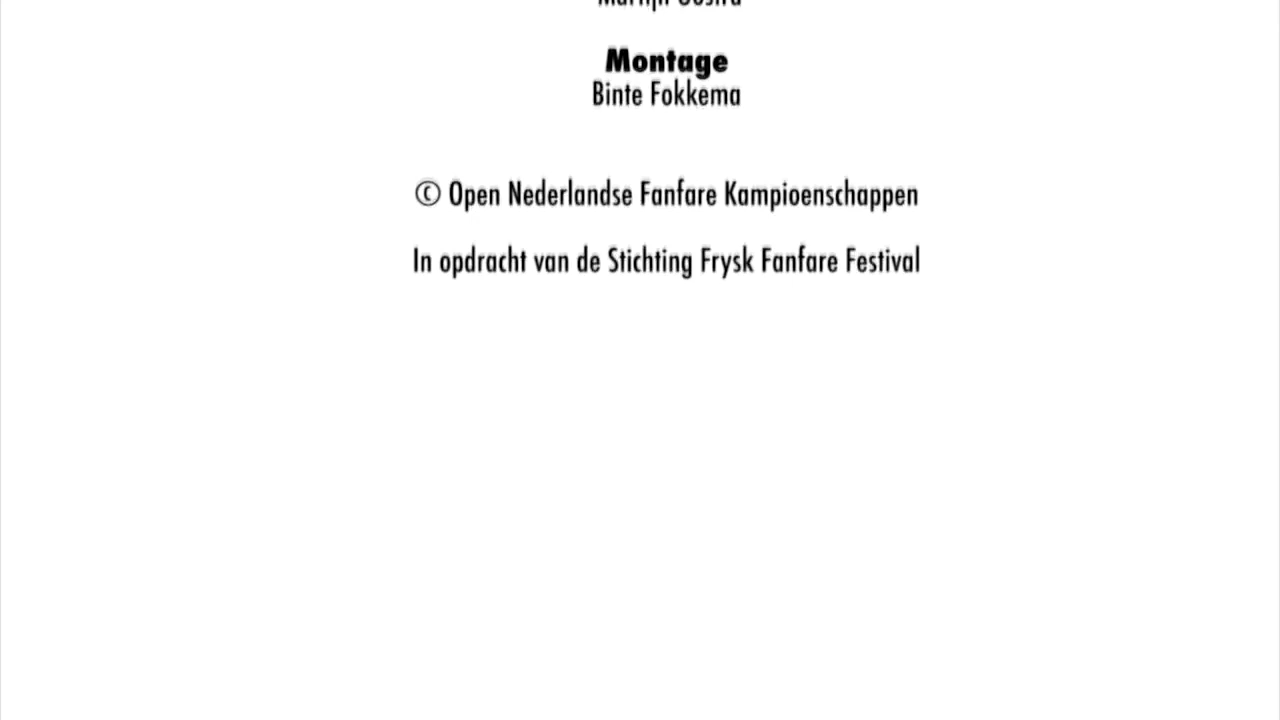 Montage
Binte Fokkema
© Open Nederlandse Fanfare Kampioenschappen
In opdracht van de Stichting Frysk Fanfare Festival